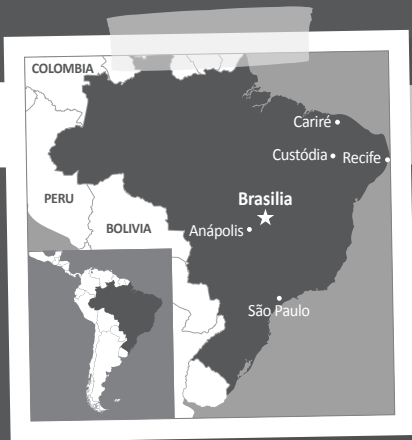 COLOMBIA
Cariré
Custódia
Recife
PERU
Brasilia
BOLIVIA
Anápolis
São Paulo